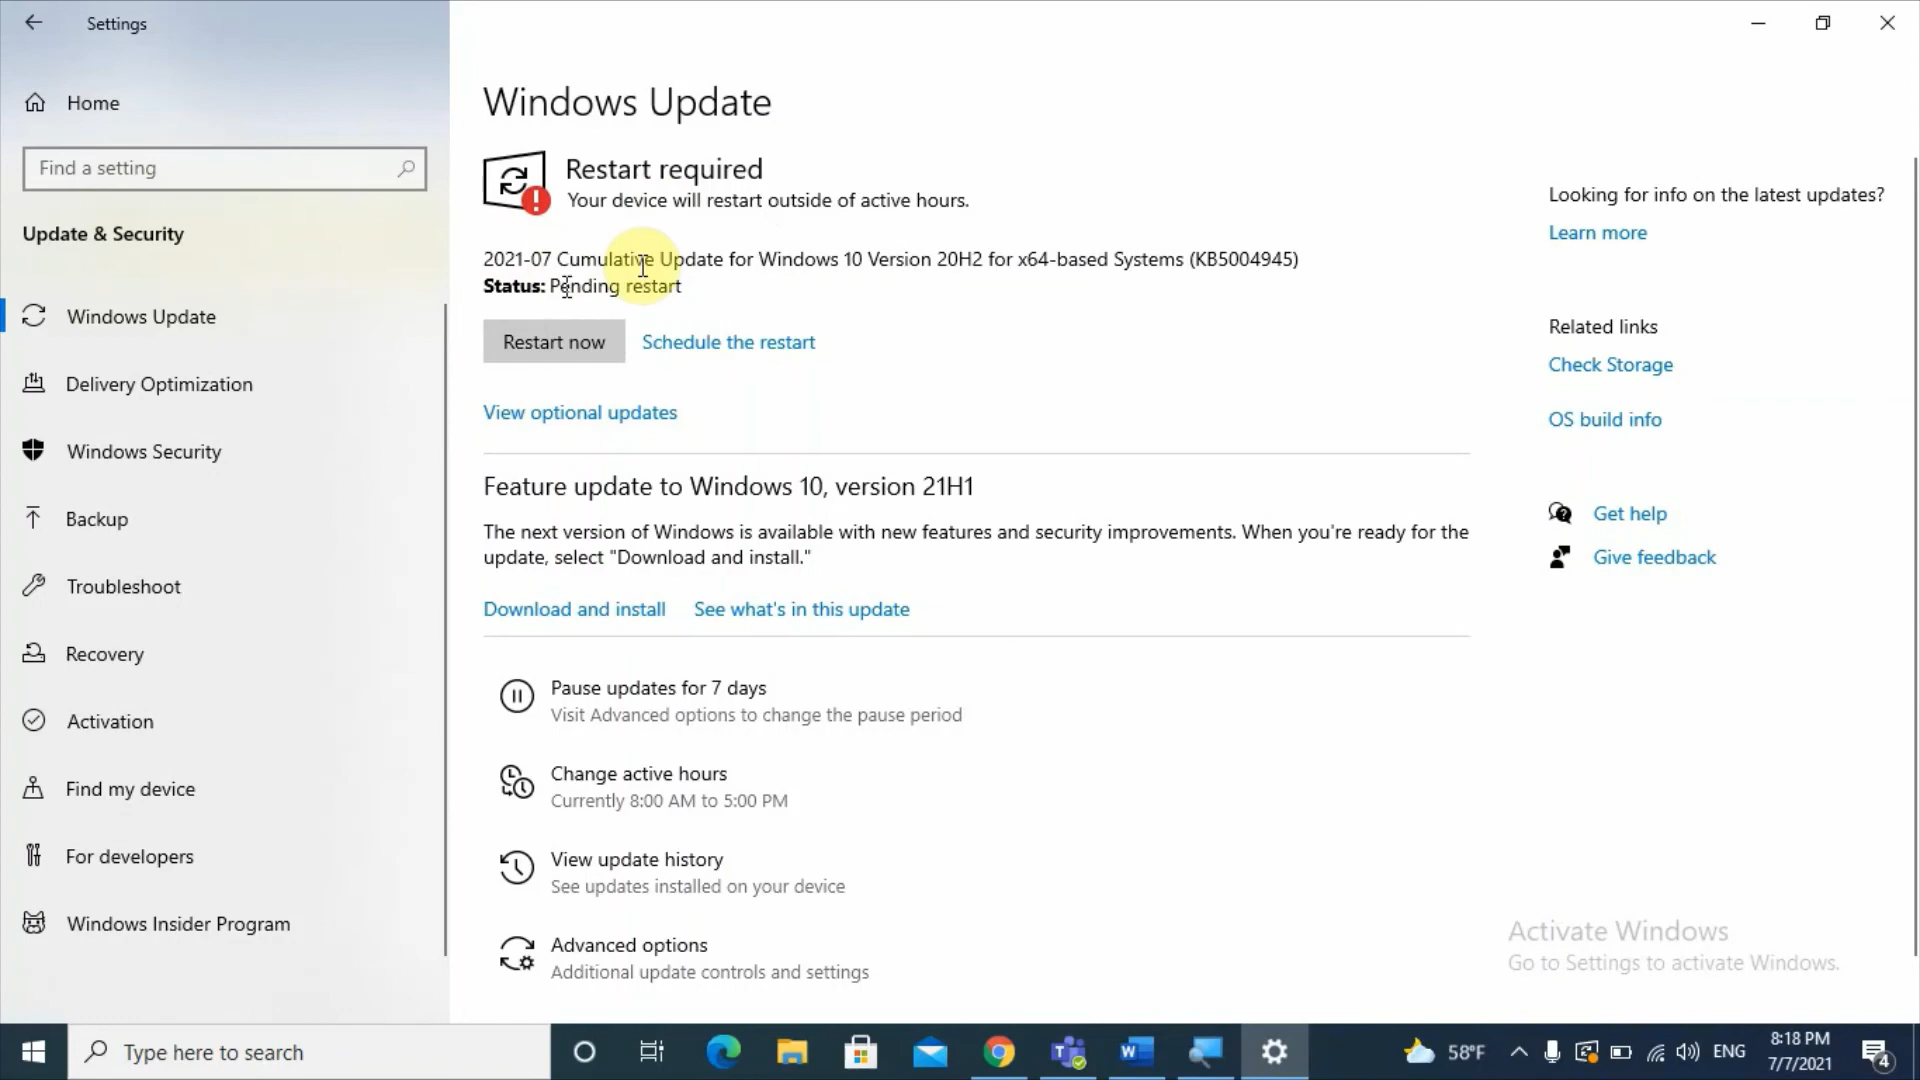 Settings
Home
Find a setting
Update & Security
Windows Update
Delivery Optimization
Windows Security
Backup
Troubleshoot
Recovery
Activation
Find my device
For developers
Windows Insider Program
Windows Update
Restart required
Your device will restart outside of active hours.
2021-07 Cumulative Update for Windows 10 Version 20H2 for x64-based Systems (KB5004945)
Status: Pending restart
Restart now Schedule the restart
View optional updates
Feature update to Windows 10, version 21H1
The next version of Windows is available with new features and security improvements. When you're ready for the
update, select "Download and install."
Download and install See what's in this update
Pause updates for 7 days
Visit Advanced options to change the pause period
Change active hours
Currently 8:00 AM to 5:00 PM
View update history
See updates installed on your device
Advanced options
Additional update controls and settings
Looking for info on the latest updates?
Learn more
Related links
Check Storage
OS build info
Get help
Give feedback
Activate Windows
Go to Settings to activate Windows.
Type here to search
58°F
ENG
8:18 PM
7/7/2021
4